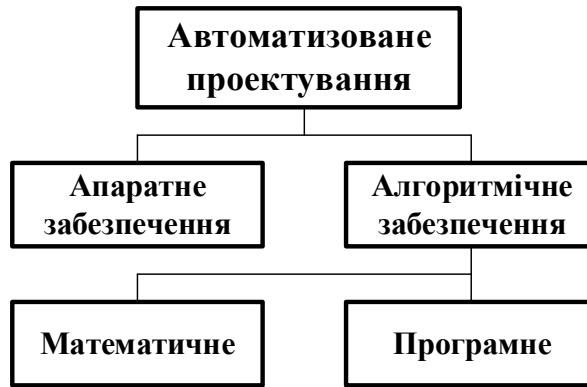 Автоматизоване
проектування
Апаратне
забезпечення
Алгоритмічне
забезпечення
Математичне
Програмне